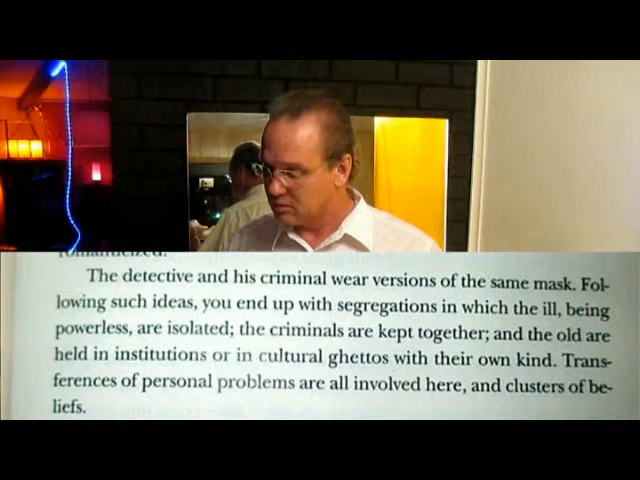 romanticized.
The detective and his criminal wear versions of the same mask. Fol-
lowing such ideas, you end up with segregations in which the ill, being
powerless, are isolated; the criminals are kept together; and the old are
held in institutions or in cultural ghettos with their own kind. Trans-
ferences of personal problems are all involved here, and clusters of be-
liefs.